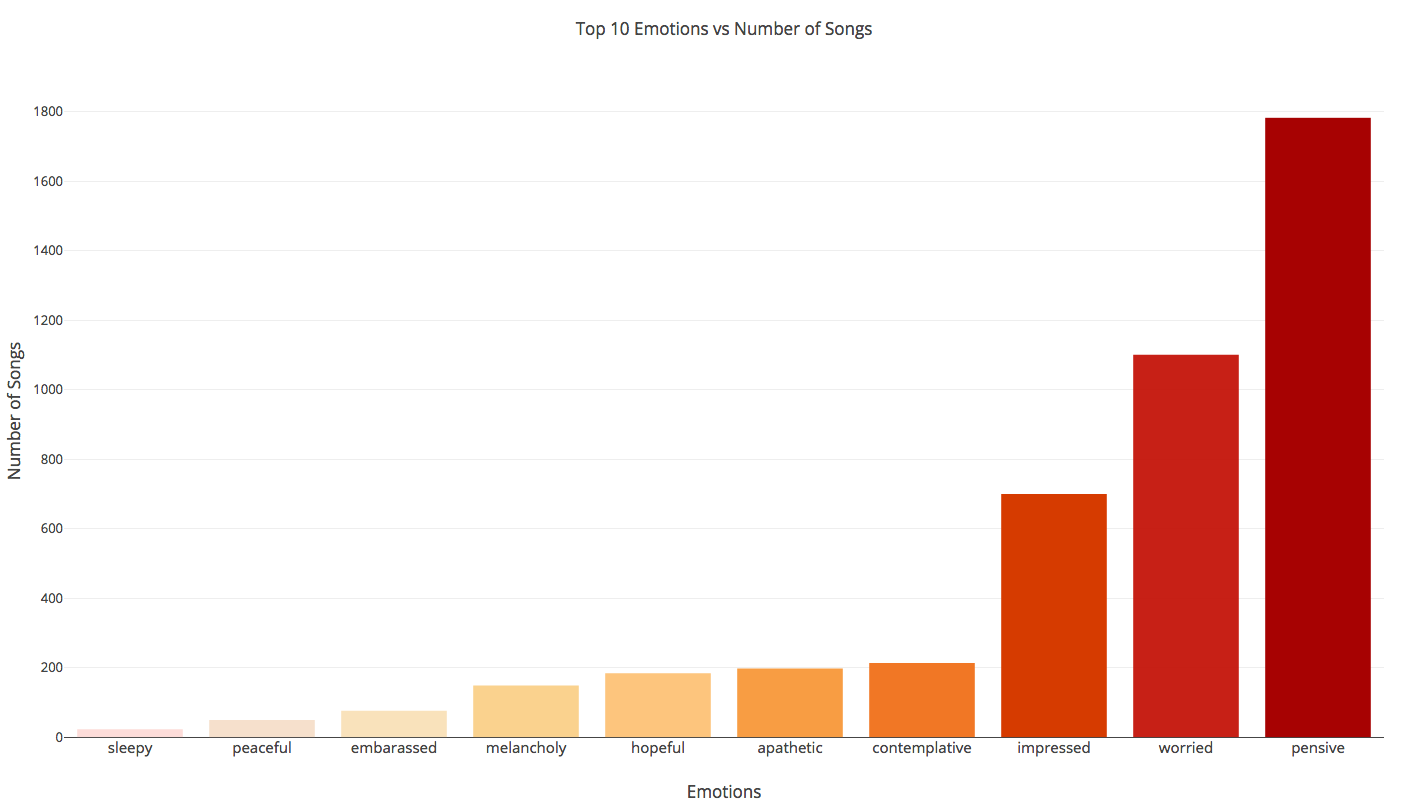 Top 10 Emotions vs Number of Songs
1800
1600
1400
1200
1000
800
600
400
200
0
Number of Songs
sleepy peaceful embarassed melancholy hopeful apathetic contemplative impressed worried pensive
Emotions